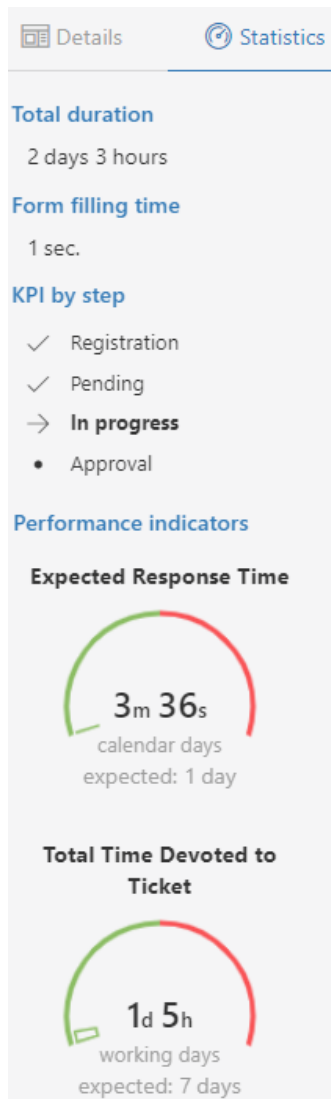 Details Statistics
Total duration
2 days 3 hours
Form filling time
1 sec.
KPI by step
Registration
Pending
In progress
Approval
Performance indicators
Expected Response Time
3m 36s
calendar days
expected: 1 day
Total Time Devoted to
Ticket
1d 5h
working days
expected: 7 days